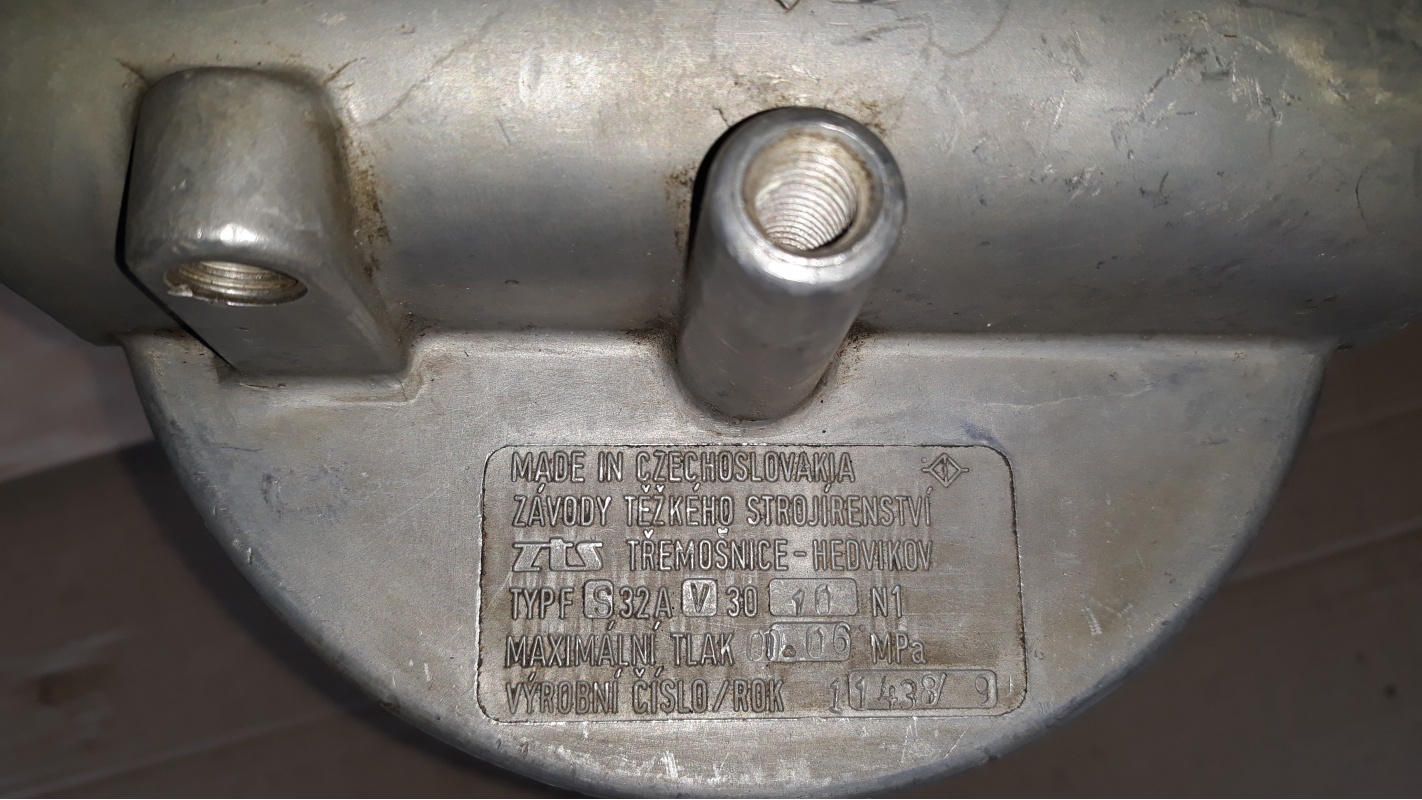 MADE IN CZECHOSLOVAKIA
ZÁVODY TĚŽKÉHO STROJÍRENSTVÍ
ZTS TŘEMOŠNICE-HEDVIKOV
TYP F S 32A V 30 10 N1
MAXIMÁLNÍ TLAK 0.06 MPa
VÝROBNÍ ČÍSLO/ROK 11438/ 9